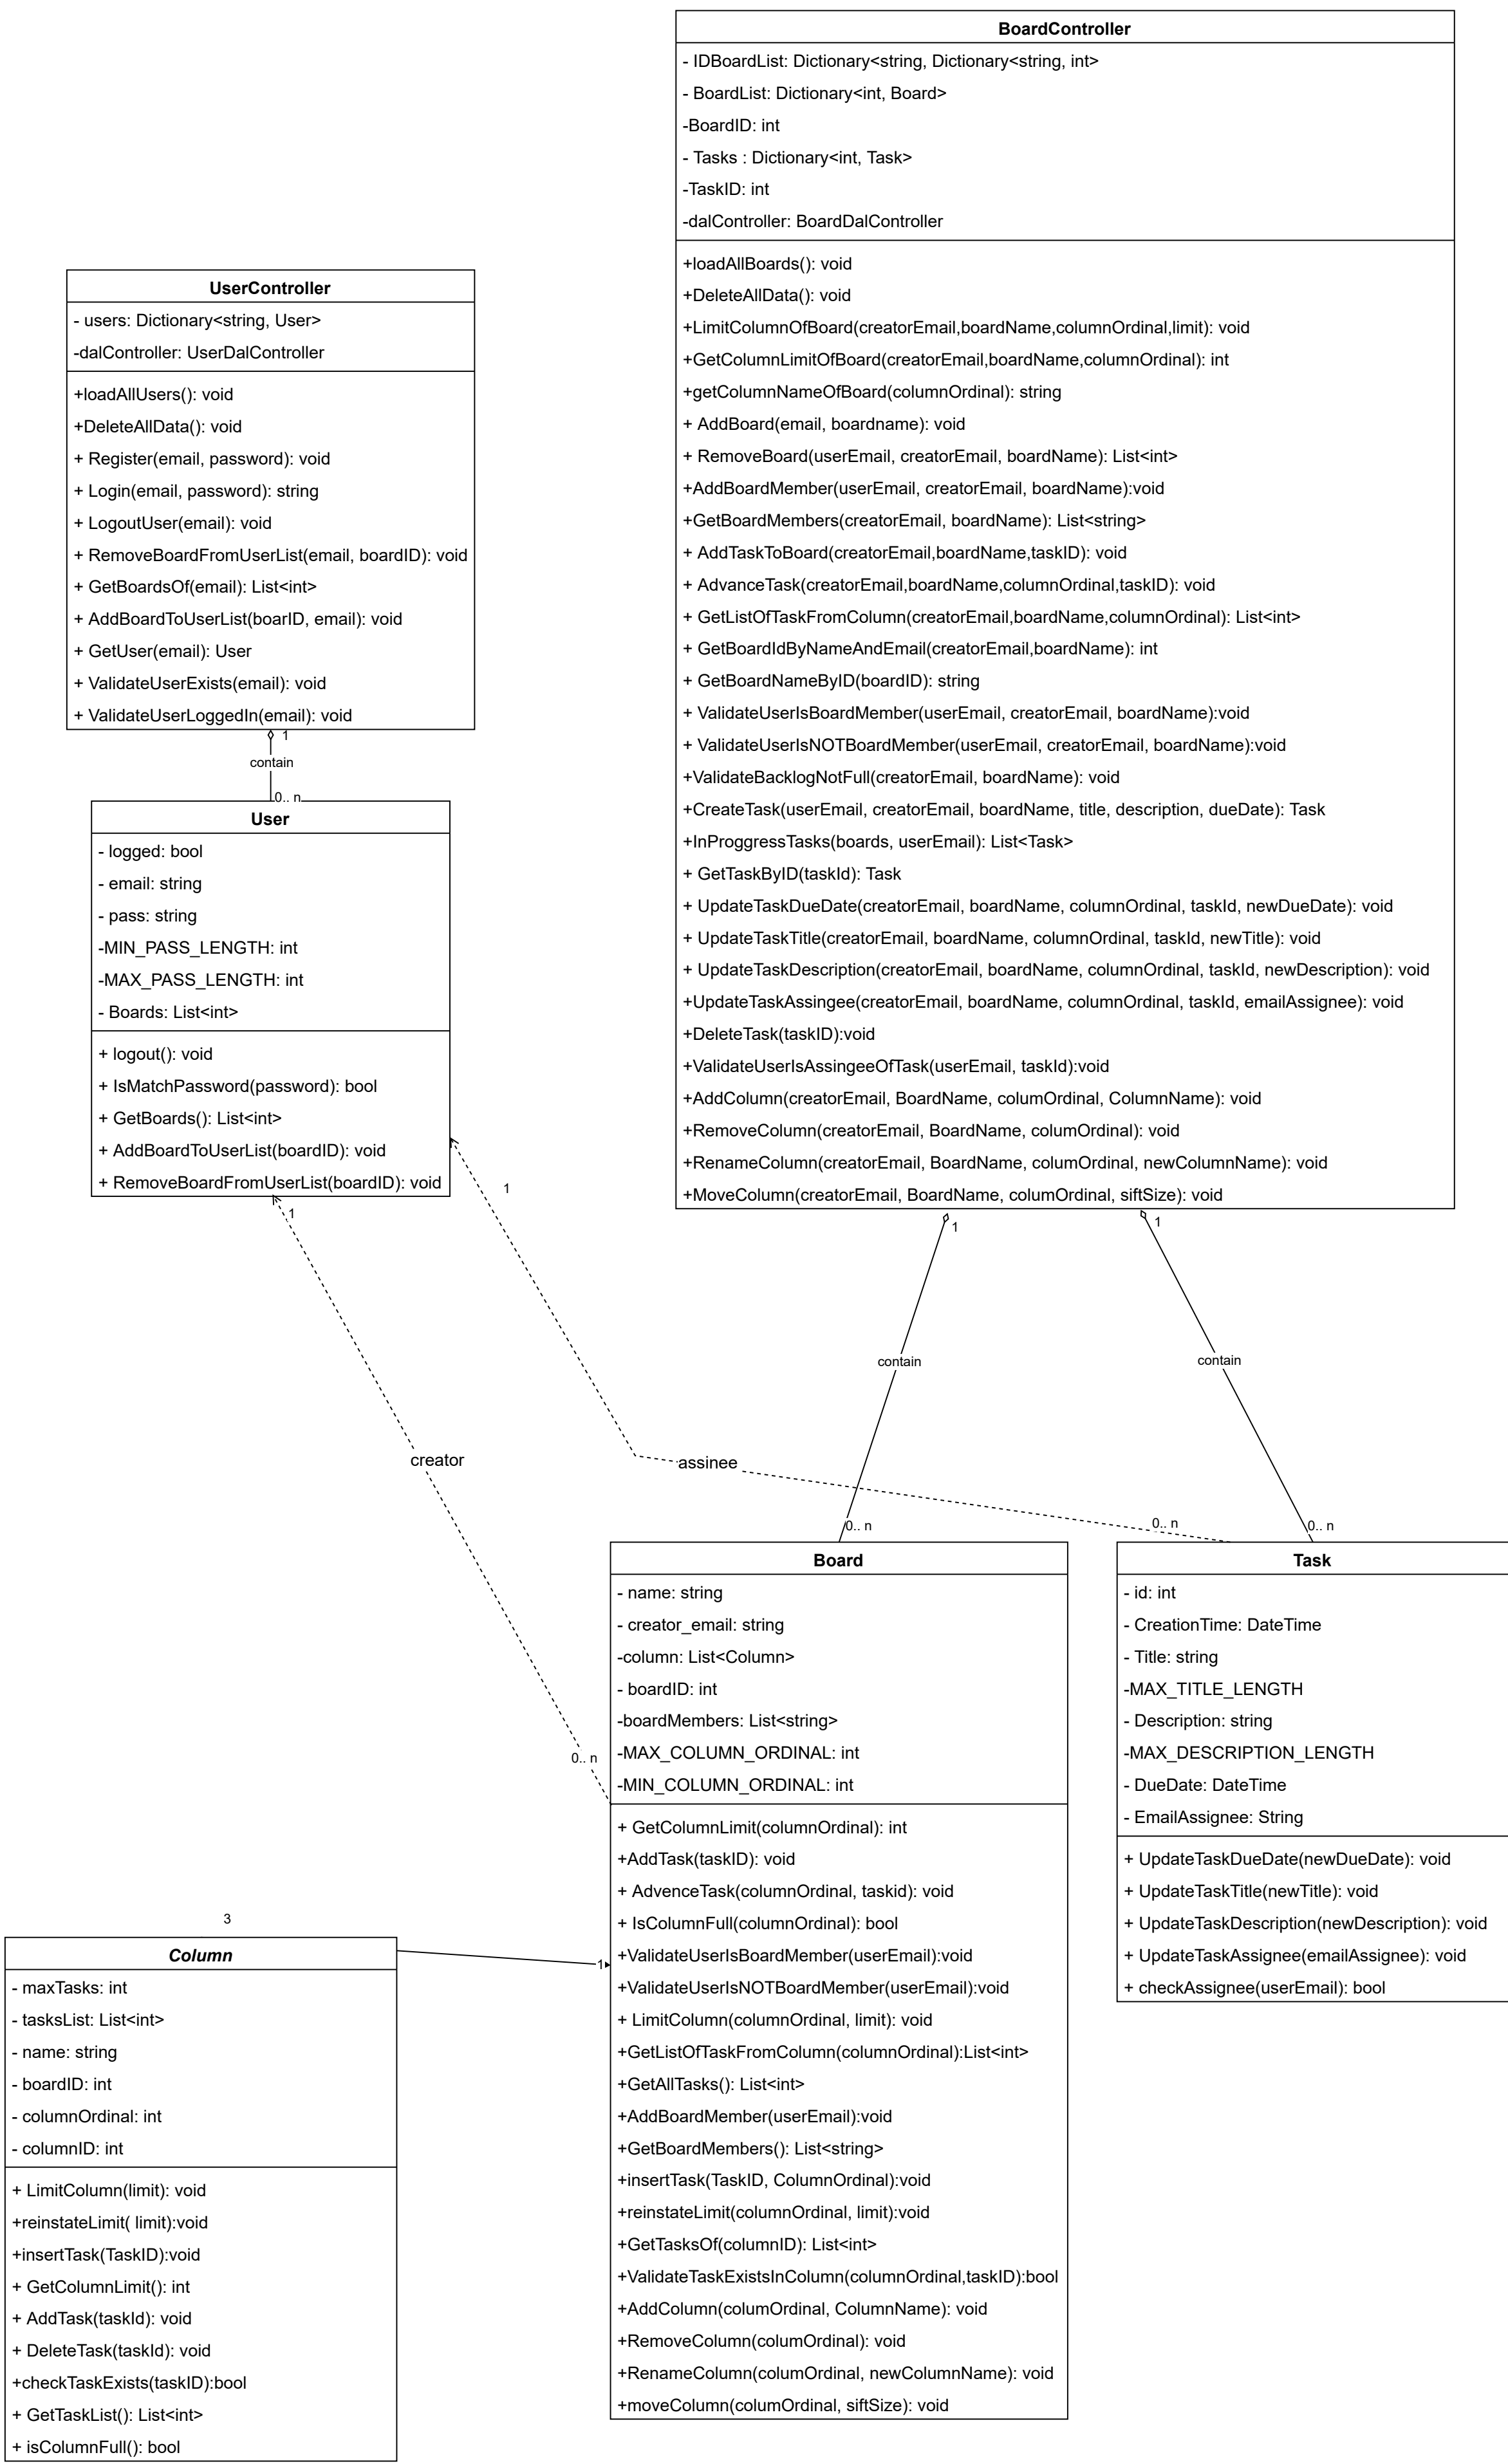 BoardController
- IDBoardList: Dictionary<string, Dictionary<string, int>
- BoardList: Dictionary<int, Board>
-BoardID: int
- Tasks : Dictionary<int, Task>
-TaskID: int
-dalController: BoardDalController
+loadAllBoards(): void
+DeleteAllData(): void
+LimitColumnOfBoard(creatorEmail,boardName,columnOrdinal,limit): void
+GetColumnLimitOfBoard(creatorEmail,boardName,columnOrdinal): int
+getColumnNameOfBoard(columnOrdinal): string
+ AddBoard(email, boardname): void
+ RemoveBoard(userEmail, creatorEmail, boardName): List<int>
+AddBoardMember(userEmail, creatorEmail, boardName):void
+GetBoardMembers(creatorEmail, boardName): List<string>
+ AddTaskToBoard(creatorEmail,boardName,taskID): void
+ AdvanceTask(creatorEmail,boardName,columnOrdinal,taskID): void
+ GetListOfTaskFromColumn(creatorEmail,boardName,columnOrdinal): List<int>
+ GetBoardIdByNameAndEmail(creatorEmail,boardName): int
+ GetBoardNameByID(boardID): string
+ ValidateUserIsBoardMember(userEmail, creatorEmail, boardName):void
+ ValidateUserIsNOTBoardMember(userEmail, creatorEmail, boardName):void
+ValidateBacklogNotFull(creatorEmail, boardName): void
+CreateTask(userEmail, creatorEmail, boardName, title, description, dueDate): Task
+InProggressTasks(boards, userEmail): List<Task>
+ GetTaskByID(taskId): Task
+ UpdateTaskDueDate(creatorEmail, boardName, columnOrdinal, taskId, newDueDate): void
+ UpdateTaskTitle(creatorEmail, boardName, columnOrdinal, taskId, newTitle): void
+ UpdateTaskDescription(creatorEmail, boardName, columnOrdinal, taskId, newDescription): void
+UpdateTaskAssingee(creatorEmail, boardName, columnOrdinal, taskId, emailAssignee): void
+DeleteTask(taskID):void
+ValidateUserIsAssingeeOfTask(userEmail, taskId):void
+AddColumn(creatorEmail, BoardName, columOrdinal, ColumnName): void
+RemoveColumn(creatorEmail, BoardName, columOrdinal): void
+RenameColumn(creatorEmail, BoardName, columOrdinal, newColumnName): void
+MoveColumn(creatorEmail, BoardName, columOrdinal, siftSize): void
UserController
- users: Dictionary<string, User>
-dalController: UserDalController
+loadAllUsers(): void
+DeleteAllData(): void
+ Register(email, password): void
+ Login(email, password): string
+ LogoutUser(email): void
+ RemoveBoardFromUserList(email, boardID): void
+ GetBoardsOf(email): List<int>
+ AddBoardToUserList(boarID, email): void
+ GetUser(email): User
+ ValidateUserExists(email): void
+ ValidateUserLoggedIn(email): void
1
contain
0.. n
User
- logged: bool
- email: string
- pass: string
-MIN_PASS_LENGTH: int
-MAX_PASS_LENGTH: int
- Boards: List<int>
+ logout(): void
+ IsMatchPassword(password): bool
+ GetBoards(): List<int>
+ AddBoardToUserList(boardID): void
+ RemoveBoardFromUserList(boardID): void
1
1
1
1
contain
contain
creator
assinee
0.. n
0.. n
0.. n
0.. n
Board
- name: string
- creator_email: string
-column: List<Column>
- boardID: int
-boardMembers: List<string>
-MAX_COLUMN_ORDINAL: int
-MIN_COLUMN_ORDINAL: int
+ GetColumnLimit(columnOrdinal): int
+AddTask(taskID): void
+ AdvenceTask(columnOrdinal, taskid): void
+ IsColumnFull(columnOrdinal): bool
+ValidateUserIsBoardMember(userEmail):void
+ValidateUserIsNOTBoardMember(userEmail):void
+ LimitColumn(columnOrdinal, limit): void
+GetListOfTaskFromColumn(columnOrdinal):List<int>
+GetAllTasks(): List<int>
+AddBoardMember(userEmail):void
+GetBoardMembers(): List<string>
+insertTask(TaskID, ColumnOrdinal):void
+reinstateLimit(columnOrdinal, limit):void
+GetTasksOf(columnID): List<int>
+ValidateTaskExistsInColumn(columnOrdinal,taskID):bool
+AddColumn(columOrdinal, ColumnName): void
+RemoveColumn(columOrdinal): void
+RenameColumn(columOrdinal, newColumnName): void
+moveColumn(columOrdinal, siftSize): void
Task
- id: int
- CreationTime: DateTime
- Title: string
-MAX_TITLE_LENGTH
- Description: string
-MAX_DESCRIPTION_LENGTH
- DueDate: DateTime
- EmailAssignee: String
+ UpdateTaskDueDate(newDueDate): void
+ UpdateTaskTitle(newTitle): void
+ UpdateTaskDescription(newDescription): void
+ UpdateTaskAssignee(emailAssignee): void
+ checkAssignee(userEmail): bool
3
1
Column
- maxTasks: int
- tasksList: List<int>
- name: string
- boardID: int
- columnOrdinal: int
- columnID: int
+ LimitColumn(limit): void
+reinstateLimit( limit):void
+insertTask(TaskID):void
+ GetColumnLimit(): int
+ AddTask(taskId): void
+ DeleteTask(taskId): void
+checkTaskExists(taskID):bool
+ GetTaskList(): List<int>
+ isColumnFull(): bool